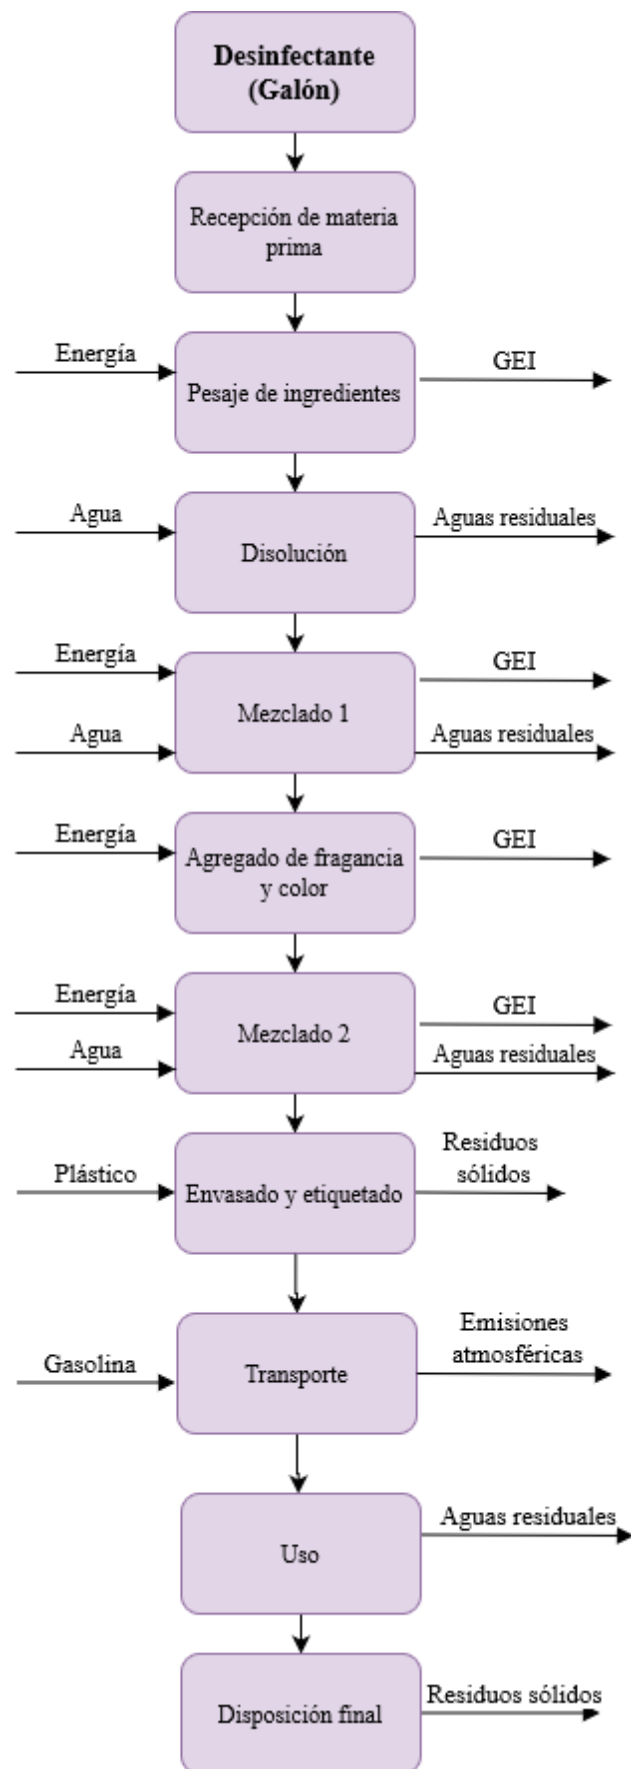 Desinfectante
(Galón)
Recepción de materia
prima
Energía
GEI
Pesaje de ingredientes
Agua
Aguas residuales
Disolución
Energía
GEI
Mezclado 1
Agua
Aguas residuales
Energía
GEI
Agregado de fragancia
y color
Energía
GEI
Mezclado 2
Agua
Aguas residuales
Plástico
Residuos
sólidos
Envasado y etiquetado
Gasolina
Emisiones
atmosféricas
Transporte
Aguas residuales
Uso
Residuos sólidos
Disposición final